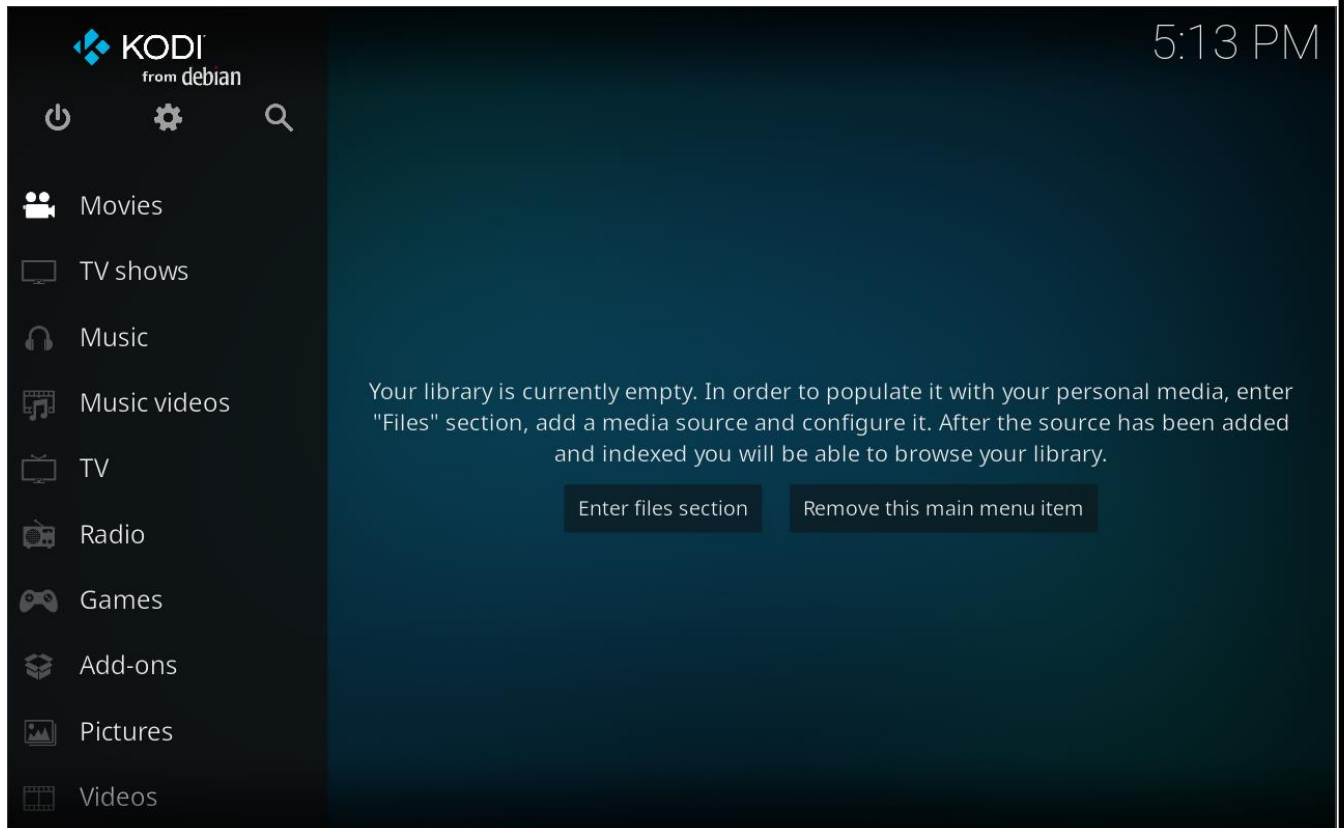 KODI
from debian
5:13 PM
Movies
TV shows
Music
Music videos
TV
Radio
Games
Add-ons
Pictures
Videos
Your library is currently empty. In order to populate it with your personal media, enter
"Files" section, add a media source and configure it. After the source has been added
and indexed you will be able to browse your library.
Enter files section
Remove this main menu item